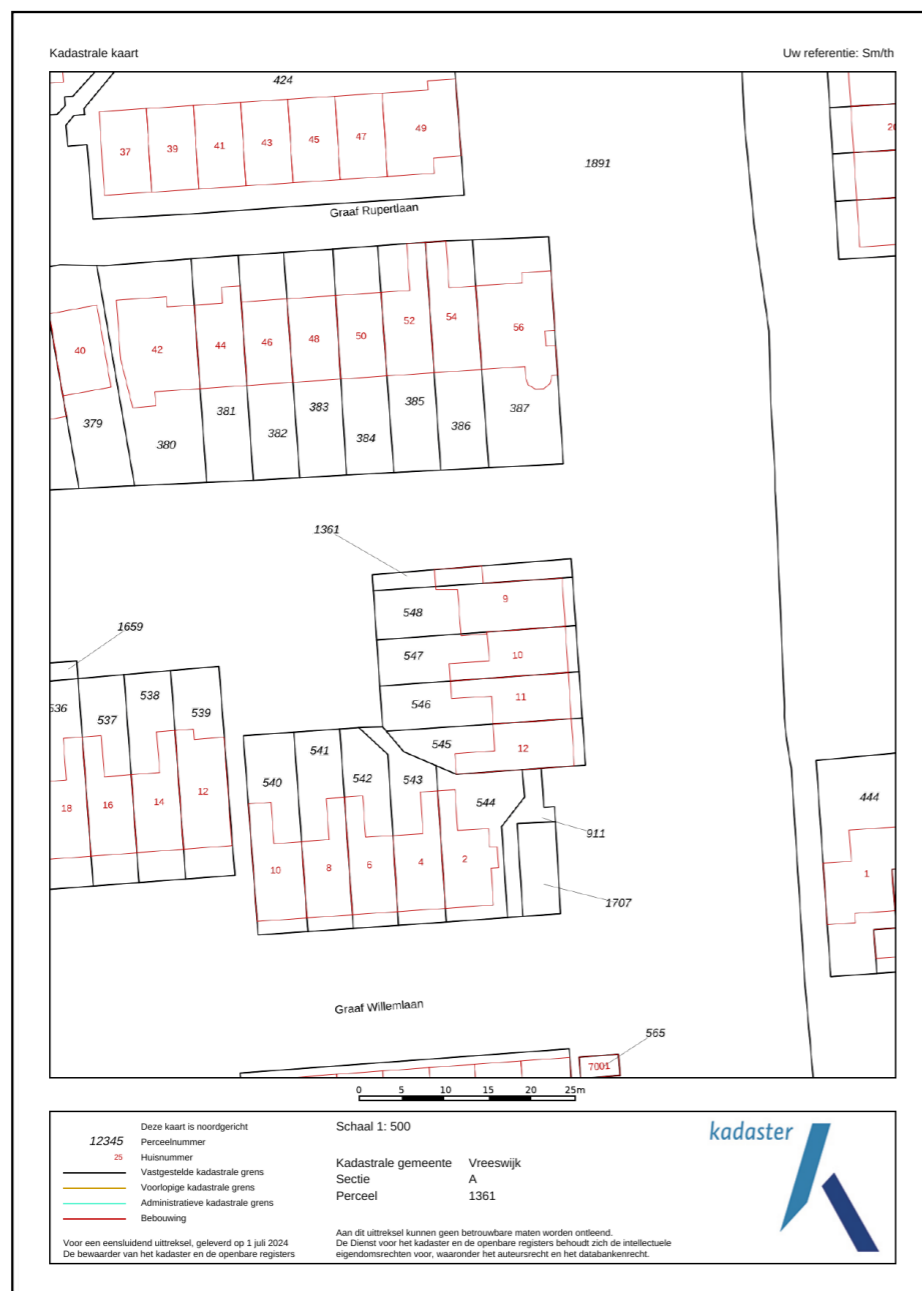 Kadastrale kaart
Uw referentie: Sm/th
424
37
39
41
43
45
47
49
1891
Graaf Rupertlaan
40
42
44
46
48
50
52
54
56
379
380
381
382
383
384
385
386
387
1361
548
9
547
10
546
11
545
12
1659
536
537
538
539
18
16
14
12
540
541
542
543
544
10
8
6
4
2
911
1707
444
1
Graaf Willemlaan
565
7001
0 5 10 15 20 25m
Deze kaart is noordgericht
12345 Perceelnummer
25 Huisnummer
Vastgestelde kadastrale grens
Voorlopige kadastrale grens
Administratieve kadastrale grens
Bebouwing
Voor een eensluidend uittreksel, geleverd op 1 juli 2024
De bewaarder van het kadaster en de openbare registers
Schaal 1: 500
Kadastrale gemeente Vreeswijk
Sectie A
Perceel 1361
Aan dit uittreksel kunnen geen betrouwbare maten worden ontleend.
De Dienst voor het kadaster en de openbare registers behoudt zich de intellectuele
eigendomsrechten voor, waaronder het auteursrecht en het databankenrecht.
kadaster